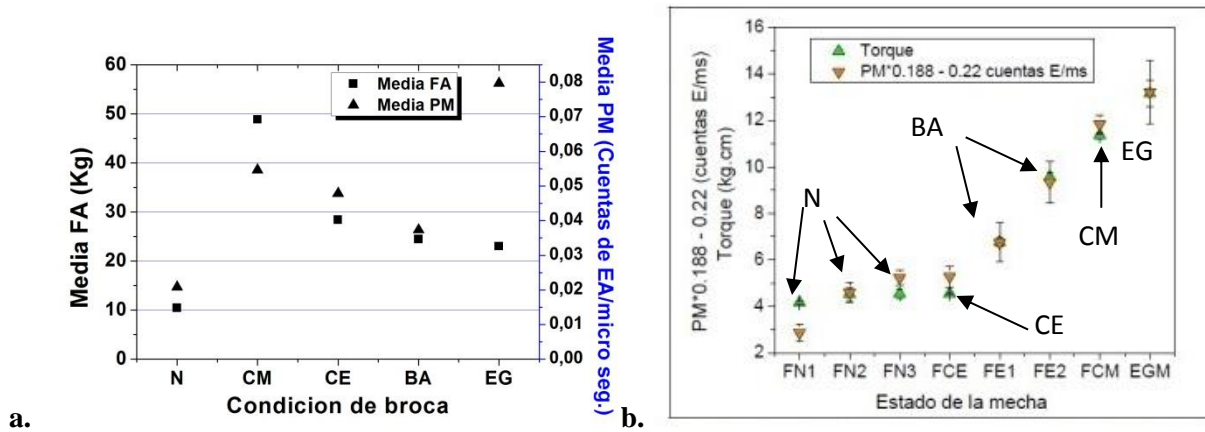 60
50
40
30
20
10
0
Media FA (Kg)
Media FA
Media PM
0,08
0,07
0,06
0,05
0,04
0,03
0,02
0,01
0,00
Media PM (Cuentas de EA/micro seg.)
N CM CE BA EG
Condicion de broca
a.
16
14
12
10
8
6
4
2
PM*0.188 - 0.22 (cuentas E/ms)
Torque (kg.cm)
Torque
PM*0.188 - 0.22 cuentas E/ms
BA
EG
N
CM
CE
FN1 FN2 FN3 FCE FE1 FE2 FCM EGM
Estado de la mecha
b.